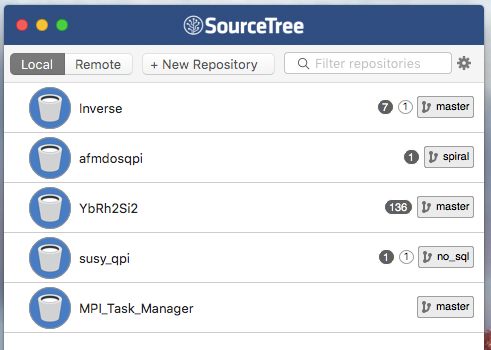 SourceTree
Local Remote + New Repository Filter repositories
Inverse 7 1 master
afmdosqpi 1 spiral
YbRh2Si2 136 master
susy_qpi 1 1 no_sql
MPI_Task_Manager master